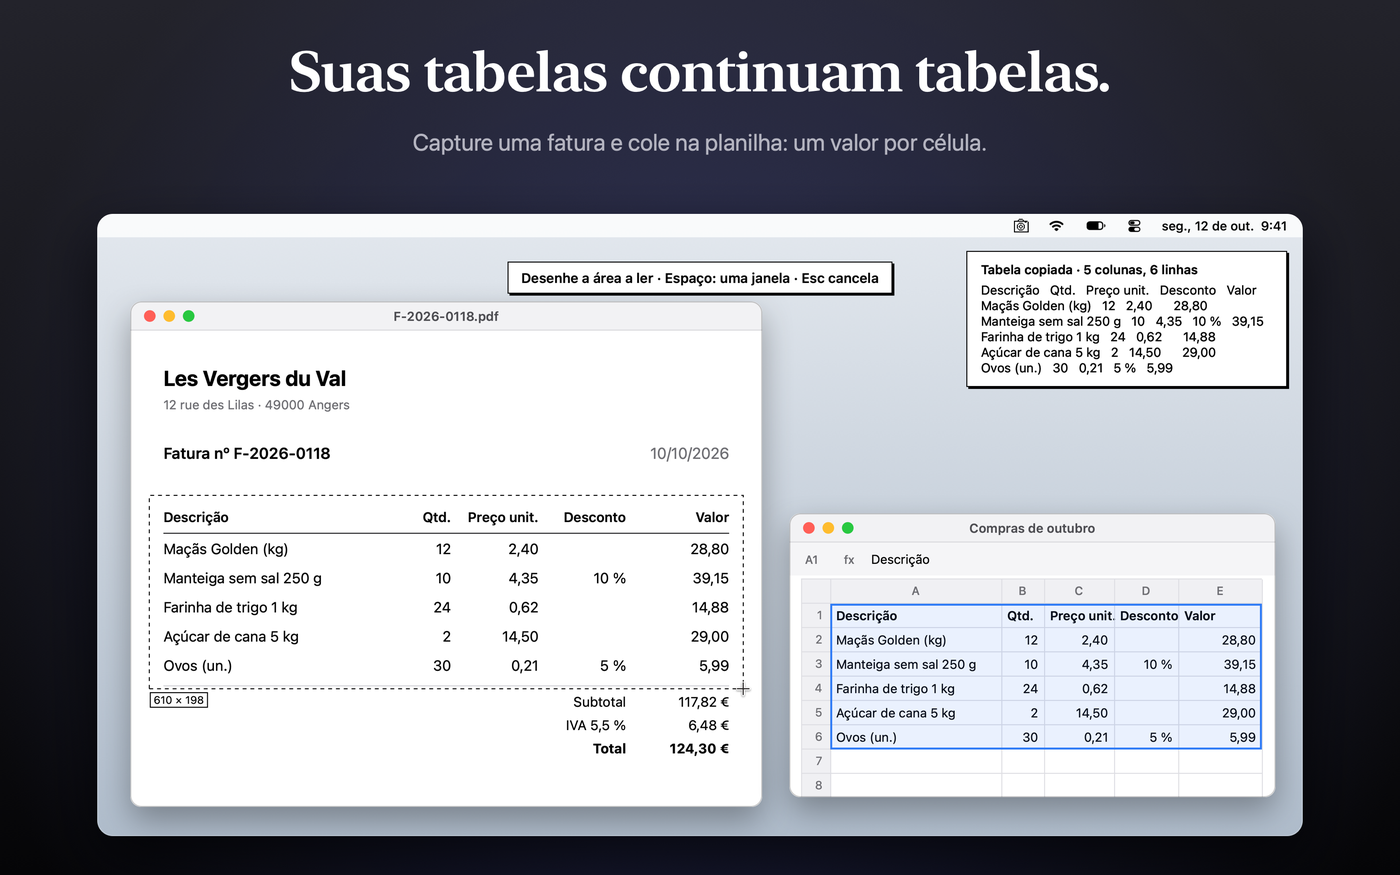 Suas tabelas continuam tabelas.
Capture uma fatura e cole na planilha: um valor por célula.
seg., 12 de out. 9:41
Desenhe a área a ler · Espaço: uma janela · Esc cancela
Tabela copiada · 5 colunas, 6 linhas
Descrição Qtd. Preço unit. Desconto Valor
Maçãs Golden (kg) 12 2,40 28,80
Manteiga sem sal 250 g 10 4,35 10 % 39,15
Farinha de trigo 1 kg 24 0,62 14,88
Açúcar de cana 5 kg 2 14,50 29,00
Ovos (un.) 30 0,21 5 % 5,99
F-2026-0118.pdf
Les Vergers du Val
12 rue des Lilas · 49000 Angers
Fatura nº F-2026-0118 10/10/2026
Descrição Qtd. Preço unit. Desconto Valor
Maçãs Golden (kg) 12 2,40 28,80
Manteiga sem sal 250 g 10 4,35 10 % 39,15
Farinha de trigo 1 kg 24 0,62 14,88
Açúcar de cana 5 kg 2 14,50 29,00
Ovos (un.) 30 0,21 5 % 5,99
610 × 198
Subtotal 117,82 €
IVA 5,5 % 6,48 €
Total 124,30 €
Compras de outubro
A1 fx Descrição
A B C D E
1 Descrição Qtd. Preço unit. Desconto Valor
2 Maçãs Golden (kg) 12 2,40 28,80
3 Manteiga sem sal 250 g 10 4,35 10 % 39,15
4 Farinha de trigo 1 kg 24 0,62 14,88
5 Açúcar de cana 5 kg 2 14,50 29,00
6 Ovos (un.) 30 0,21 5 % 5,99
7
8